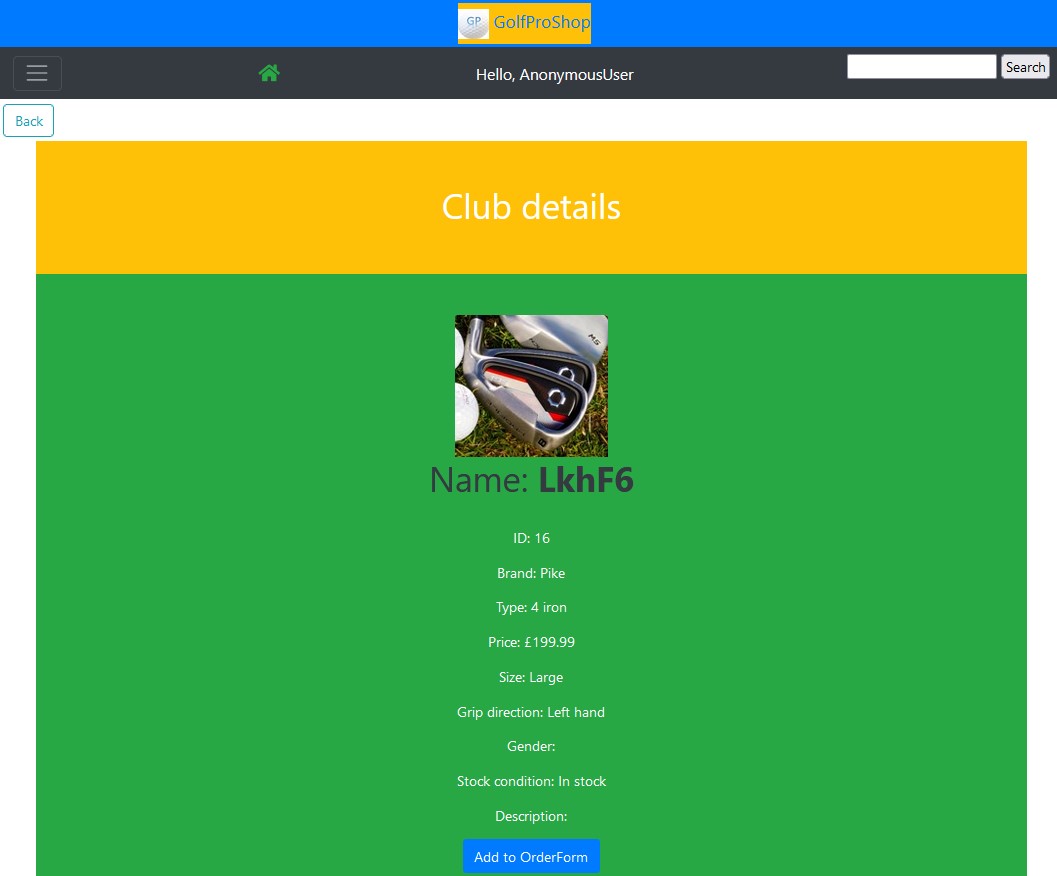 GP GolfProShop
Hello, AnonymousUser
Search
Back
Club details
Name: LkhF6
ID: 16
Brand: Pike
Type: 4 iron
Price: £199.99
Size: Large
Grip direction: Left hand
Gender:
Stock condition: In stock
Description:
Add to OrderForm